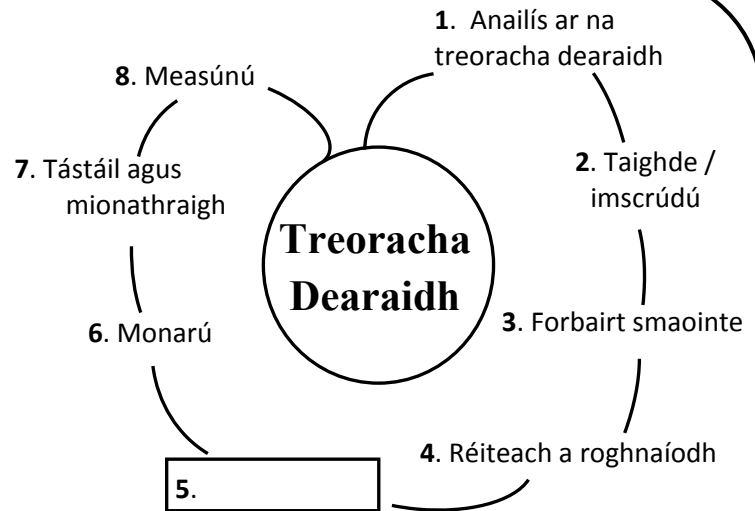 1. Anailís ar na
treoracha dearaidh
2. Taighde /
imscrúdú
3. Forbairt smaointe
4. Réiteach a roghnaíodh
5.
6. Monarú
7. Tástáil agus
mionathraigh
8. Measúnú
Treoracha
Dearaidh